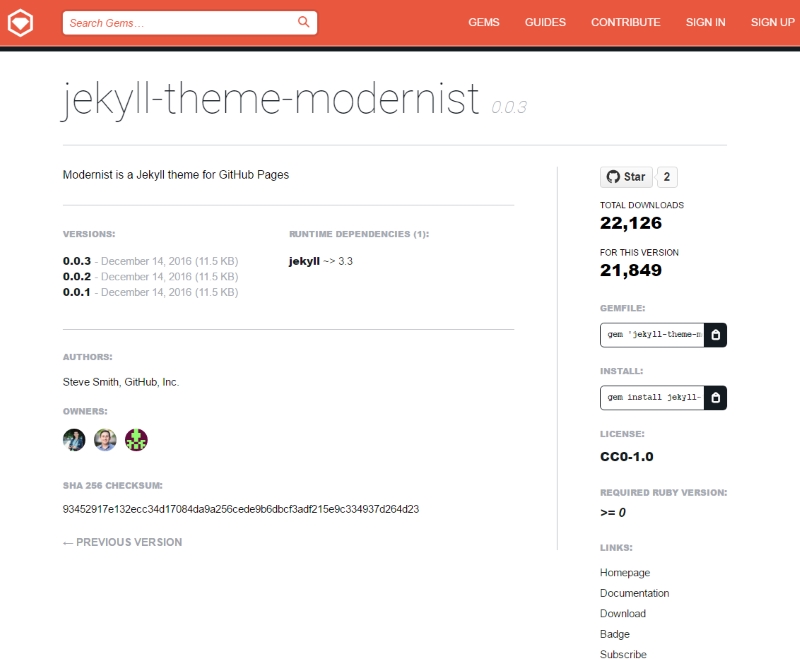 Search Gems...
GEMS GUIDES CONTRIBUTE SIGN IN SIGN UP
jekyll-theme-modernist 0.0.3
Modernist is a Jekyll theme for GitHub Pages
VERSIONS:
0.0.3 - December 14, 2016 (11.5 KB)
0.0.2 - December 14, 2016 (11.5 KB)
0.0.1 - December 14, 2016 (11.5 KB)
RUNTIME DEPENDENCIES (1):
jekyll ~> 3.3
AUTHORS:
Steve Smith, GitHub, Inc.
OWNERS:
SHA 256 CHECKSUM:
93452917e132ecc34d17084da9a256cede9b6dbcf3adf215e9c334937d264d23
← PREVIOUS VERSION
Star 2
TOTAL DOWNLOADS
22,126
FOR THIS VERSION
21,849
GEMFILE:
gem 'jekyll-theme-m
INSTALL:
gem install jekyll-
LICENSE:
CC0-1.0
REQUIRED RUBY VERSION:
>= 0
LINKS:
Homepage
Documentation
Download
Badge
Subscribe